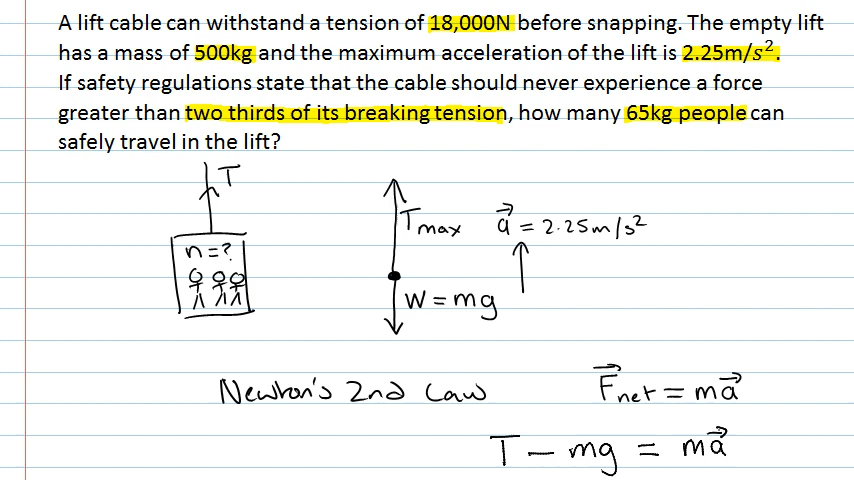 A lift cable can withstand a tension of 18,000N before snapping. The empty lift
has a mass of 500kg and the maximum acceleration of the lift is 2.25m/s².
If safety regulations state that the cable should never experience a force
greater than two thirds of its breaking tension, how many 65kg people can
safely travel in the lift?
T
n=?
Tmax
a⃗ = 2.25m/s²
W = mg
Newton's 2nd Law
F⃗net = ma⃗
T − mg = ma⃗